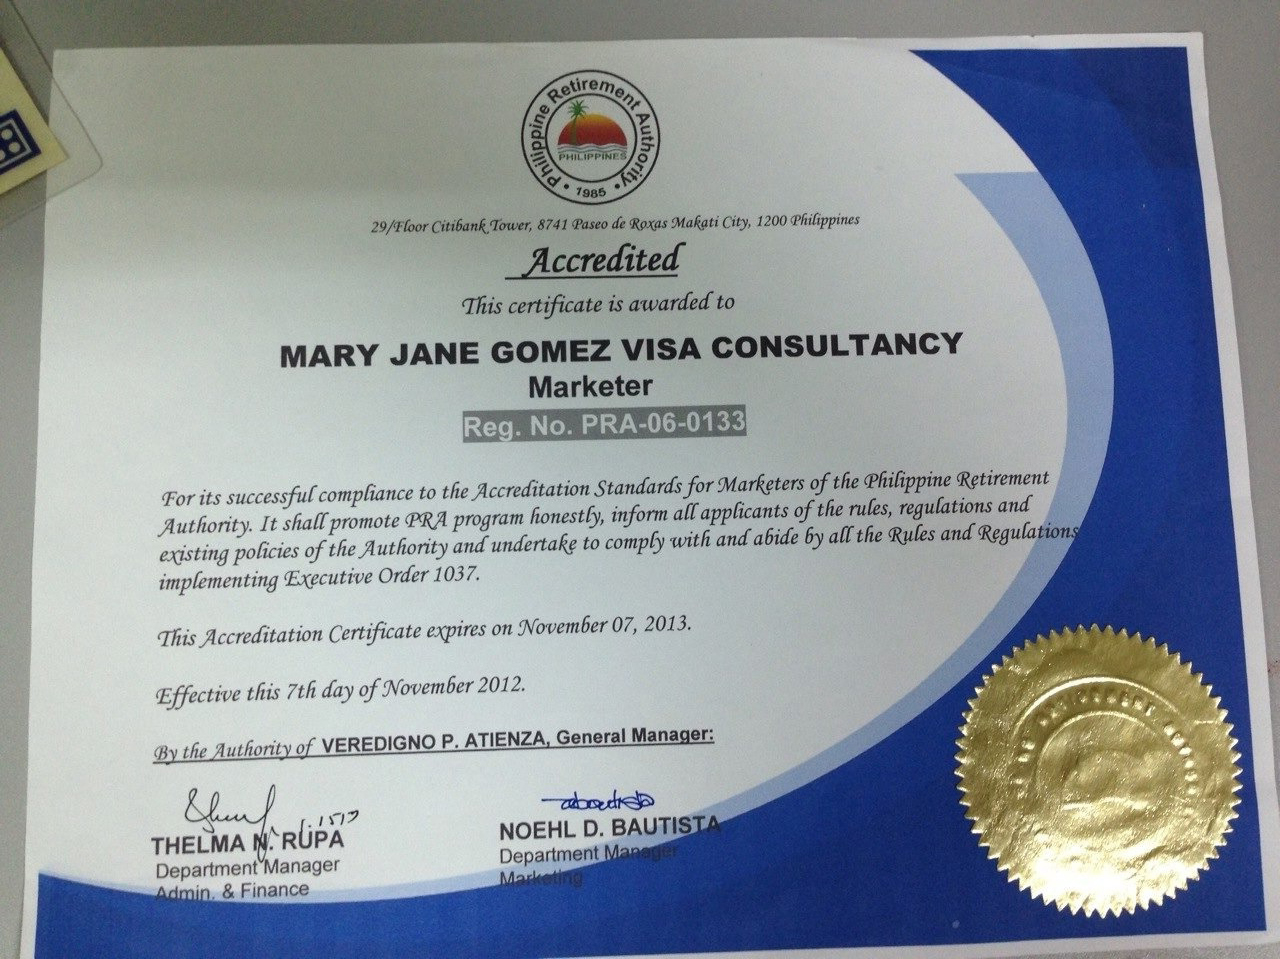 Philippine Retirement Authority
PHILIPPINES
• 1985 •
29/Floor Citibank Tower, 8741 Paseo de Roxas Makati City, 1200 Philippines
Accredited
This certificate is awarded to
MARY JANE GOMEZ VISA CONSULTANCY
Marketer
Reg. No. PRA-06-0133
For its successful compliance to the Accreditation Standards for Marketers of the Philippine Retirement
Authority. It shall promote PRA program honestly, inform all applicants of the rules, regulations and
existing policies of the Authority and undertake to comply with and abide by all the Rules and Regulations
implementing Executive Order 1037.
This Accreditation Certificate expires on November 07, 2013.
Effective this 7th day of November 2012.
By the Authority of VEREDIGNO P. ATIENZA, General Manager:
THELMA N. RUPA
Department Manager
Admin. & Finance
NOEHL D. BAUTISTA
Department Manager
Marketing